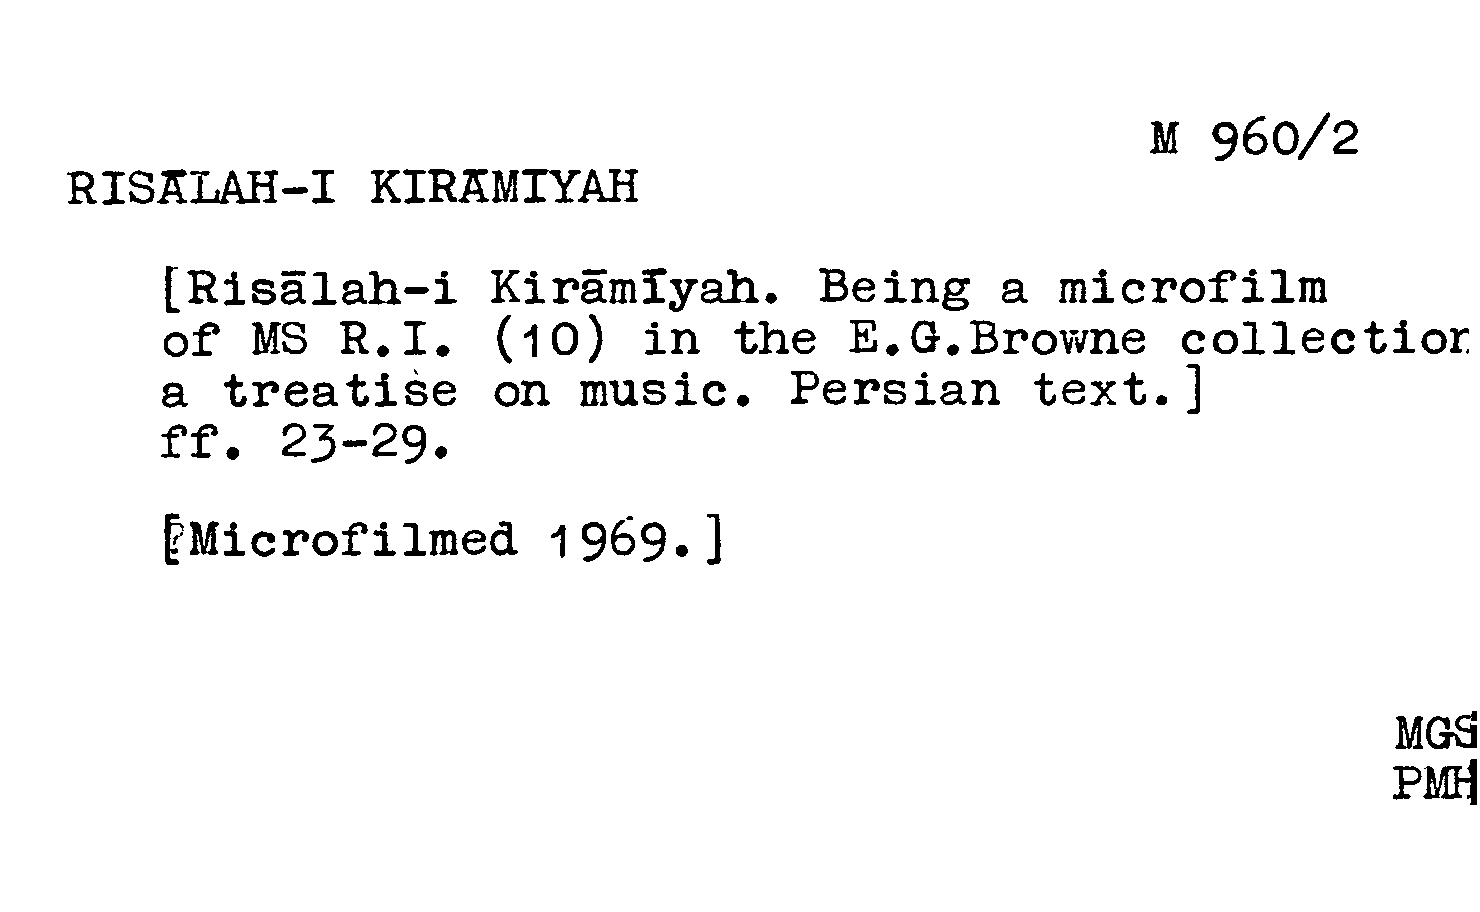 M 960/2
RISĀLAH-I KIRĀMIYAH
[Risālah-i Kirāmīyah. Being a microfilm
of MS R.I. (10) in the E.G.Browne collection
a treatise on music. Persian text.]
ff. 23-29.
[?Microfilmed 1969.]
MGS
PMH